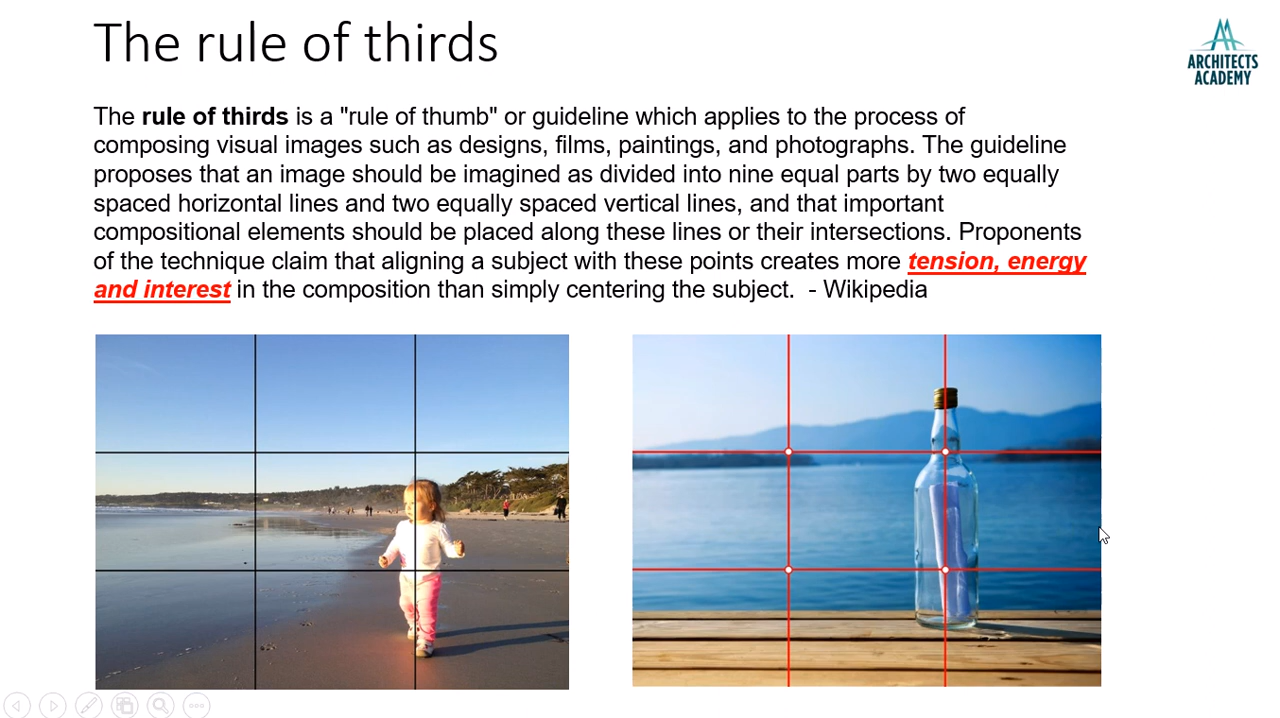 The rule of thirds
ARCHITECTS
ACADEMY
The rule of thirds is a "rule of thumb" or guideline which applies to the process of
composing visual images such as designs, films, paintings, and photographs. The guideline
proposes that an image should be imagined as divided into nine equal parts by two equally
spaced horizontal lines and two equally spaced vertical lines, and that important
compositional elements should be placed along these lines or their intersections. Proponents
of the technique claim that aligning a subject with these points creates more tension, energy
and interest in the composition than simply centering the subject.  - Wikipedia